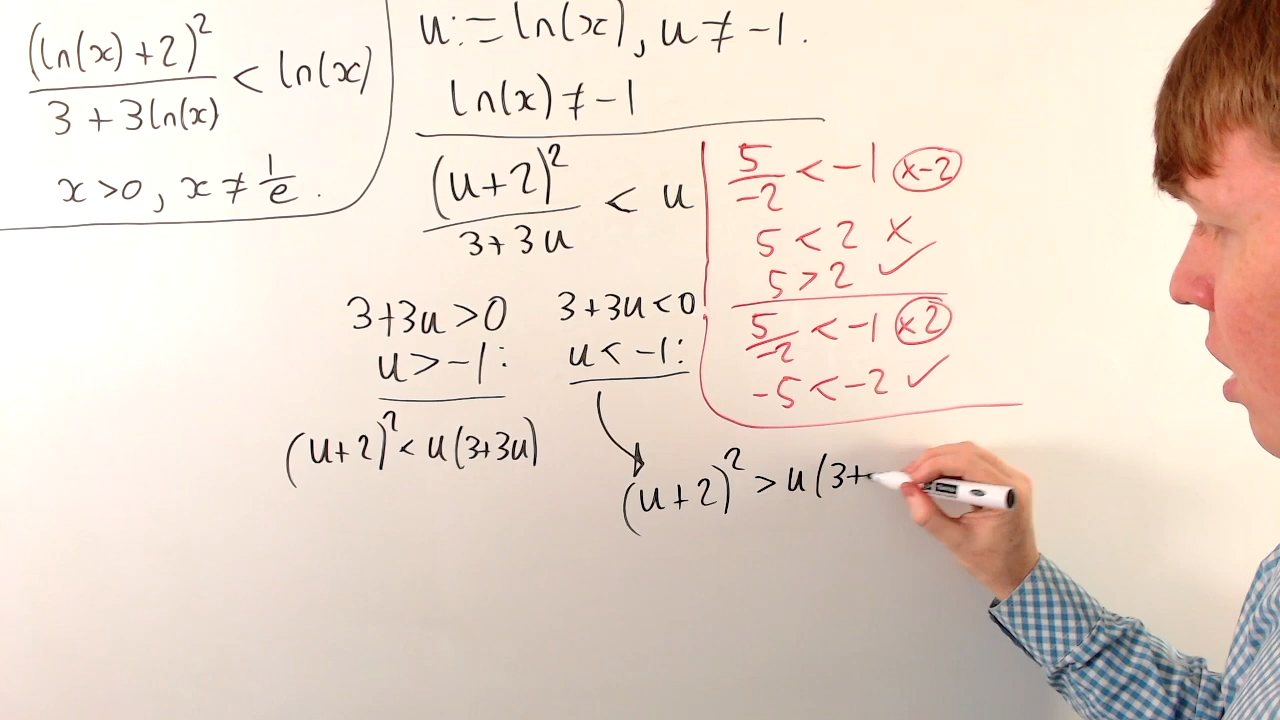 (ln(x)+2)²/(3+3ln(x)) < ln(x)
x>0, x≠1/e.
u:=ln(x), u≠-1.
ln(x)≠-1
(u+2)²/(3+3u) < u
3+3u>0
u>-1:
(u+2)²<u(3+3u)
3+3u<0
u<-1:
(u+2)²>u(3+
5/-2 < -1 (x-2)
5<2 ×
5>2 ✓
5/-2 < -1 (x2)
-5<-2 ✓